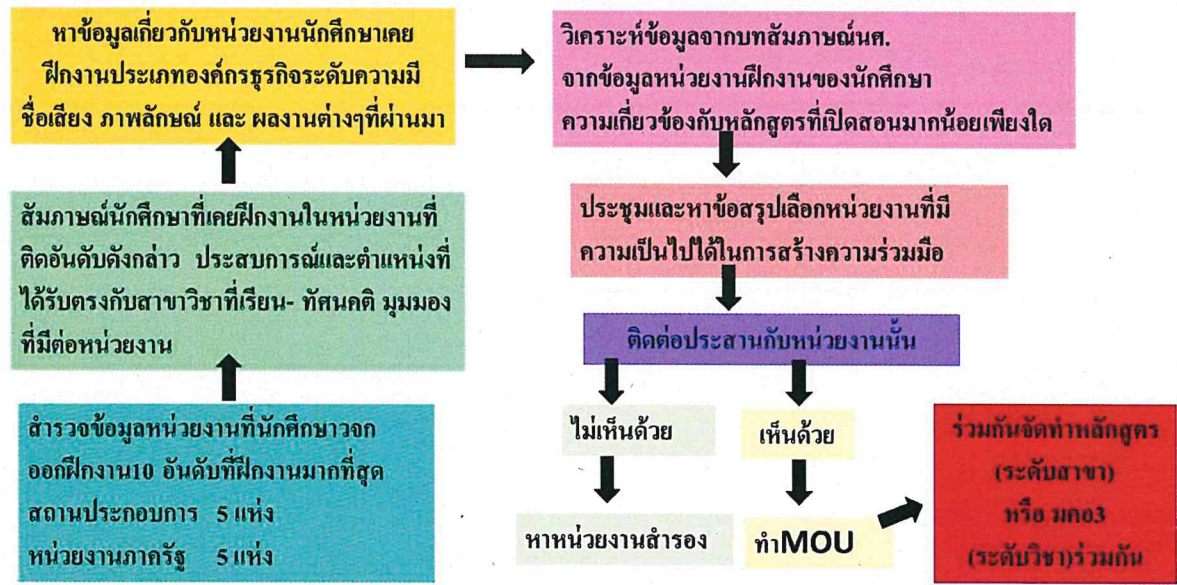 หาข้อมูลเกี่ยวกับหน่วยงานนักศึกษาเคย
ฝึกงานประเภทองค์กรธุรกิจระดับความมี
ชื่อเสียง ภาพลักษณ์ และ ผลงานต่างๆที่ผ่านมา
วิเคราะห์ข้อมูลจากบทสัมภาษณ์นศ.
จากข้อมูลหน่วยงานฝึกงานของนักศึกษา
ความเกี่ยวข้องกับหลักสูตรที่เปิดสอนมากน้อยเพียงใด
สัมภาษณ์นักศึกษาที่เคยฝึกงานในหน่วยงานที่
ติดอันดับดังกล่าว ประสบการณ์และตำแหน่งที่
ได้รับตรงกับสาขาวิชาที่เรียน- ทัศนคติ มุมมอง
ที่มีต่อหน่วยงาน
ประชุมและหาข้อสรุปเลือกหน่วยงานที่มี
ความเป็นไปได้ในการสร้างความร่วมมือ
ติดต่อประสานกับหน่วยงานนั้น
สำรวจข้อมูลหน่วยงานที่นักศึกษาวจก
ออกฝึกงาน10 อันดับที่ฝึกงานมากที่สุด
สถานประกอบการ 5 แห่ง
หน่วยงานภาครัฐ 5 แห่ง
ไม่เห็นด้วย
เห็นด้วย
หาหน่วยงานสำรอง
ทำMOU
ร่วมกันจัดทำหลักสูตร
(ระดับสาขา)
หรือ มคอ3
(ระดับวิชา)ร่วมกัน